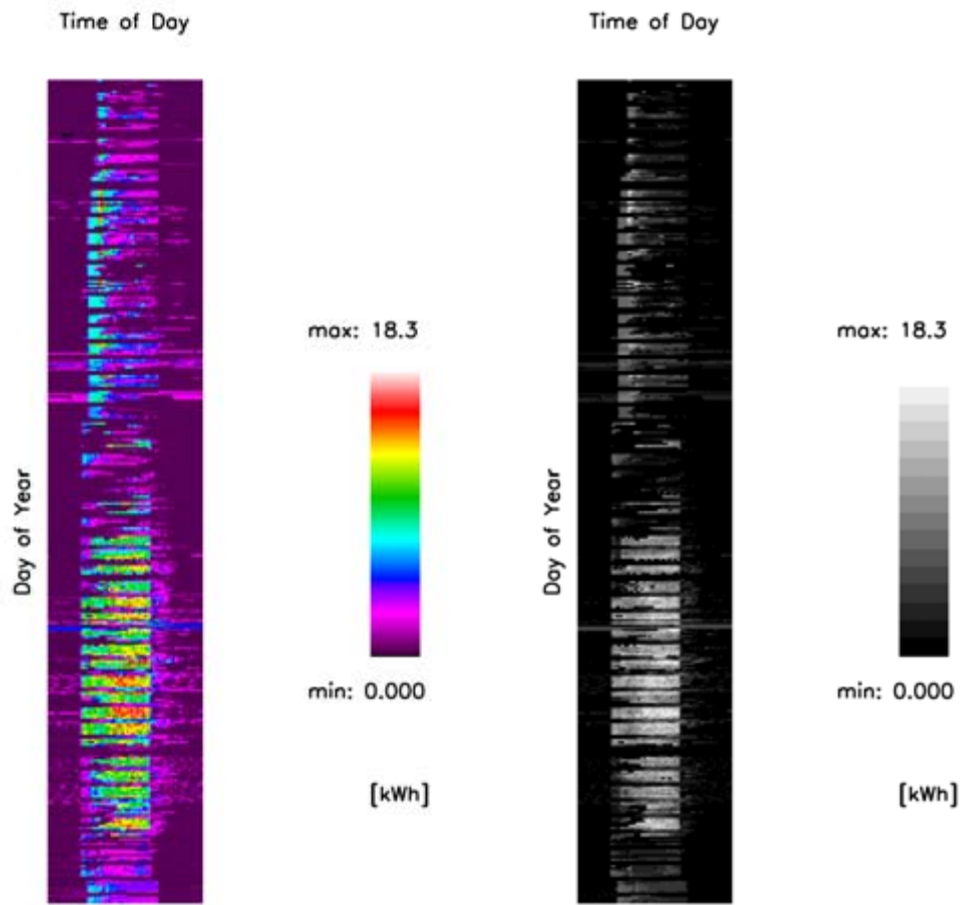 Time of Day
Time of Day
max: 18.3
max: 18.3
Day of Year
Day of Year
min: 0.000
min: 0.000
[kWh]
[kWh]